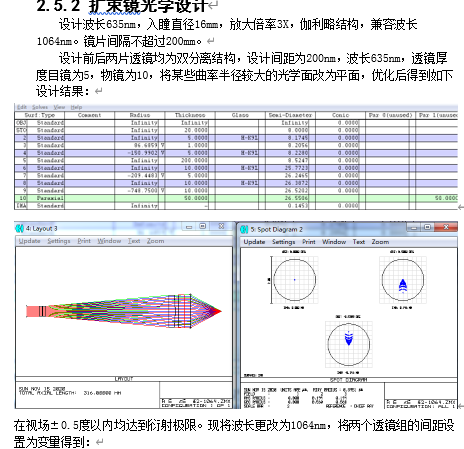 2.5.2 扩束镜光学设计
设计波长635nm，入瞳直径16mm，放大倍率3X，伽利略结构，兼容波长
1064nm。镜片间隔不超过200mm。
设计前后两片透镜均为双分离结构，设计间距为200nm，波长635nm，透镜厚
度目镜为5，物镜为10，将某些曲率半径较大的光学面改为平面，优化后得到如下
设计结果：
Edit Solves View Help
Surf:Type Comment Radius Thickness Glass Semi-Diameter Conic Par 0(unused) Par 1(unuse
OBJ Standard Infinity Infinity Infinity 0.0000
STO Standard Infinity 20.0000 8.0000 0.0000
2 Standard Infinity 5.0000 H-K9L 8.1745 0.0000
3 Standard 86.6859 V 1.0000 8.2056 0.0000
4 Standard -150.9902 V 5.0000 H-K9L 8.2280 0.0000
5 Standard Infinity 200.0000 8.5247 0.0000
6 Standard Infinity 10.0000 H-K9L 25.7723 0.0000
7 Standard -209.4483 V 5.0000 26.2465 0.0000
8 Standard Infinity 10.0000 H-K9L 26.3872 0.0000
9 Standard -748.7500 V 10.0000 26.5202 0.0000
10 Paraxial 50.0000 26.5506 50.0000
IMA Standard Infinity - 0.1453 0.0000
4: Layout 3
Update Settings Print Window Text Zoom
LAYOUT
SUN NOV 15 2020
TOTAL AXIAL LENGTH: 316.00000 MM
CONFIGURATION 1 OF 1
5: Spot Diagram 2
Update Settings Print Window Text Zoom
SPOT DIAGRAM
在视场±0.5度以内均达到衍射极限。现将波长更改为1064nm，将两个透镜组的间距设
置为变量得到：